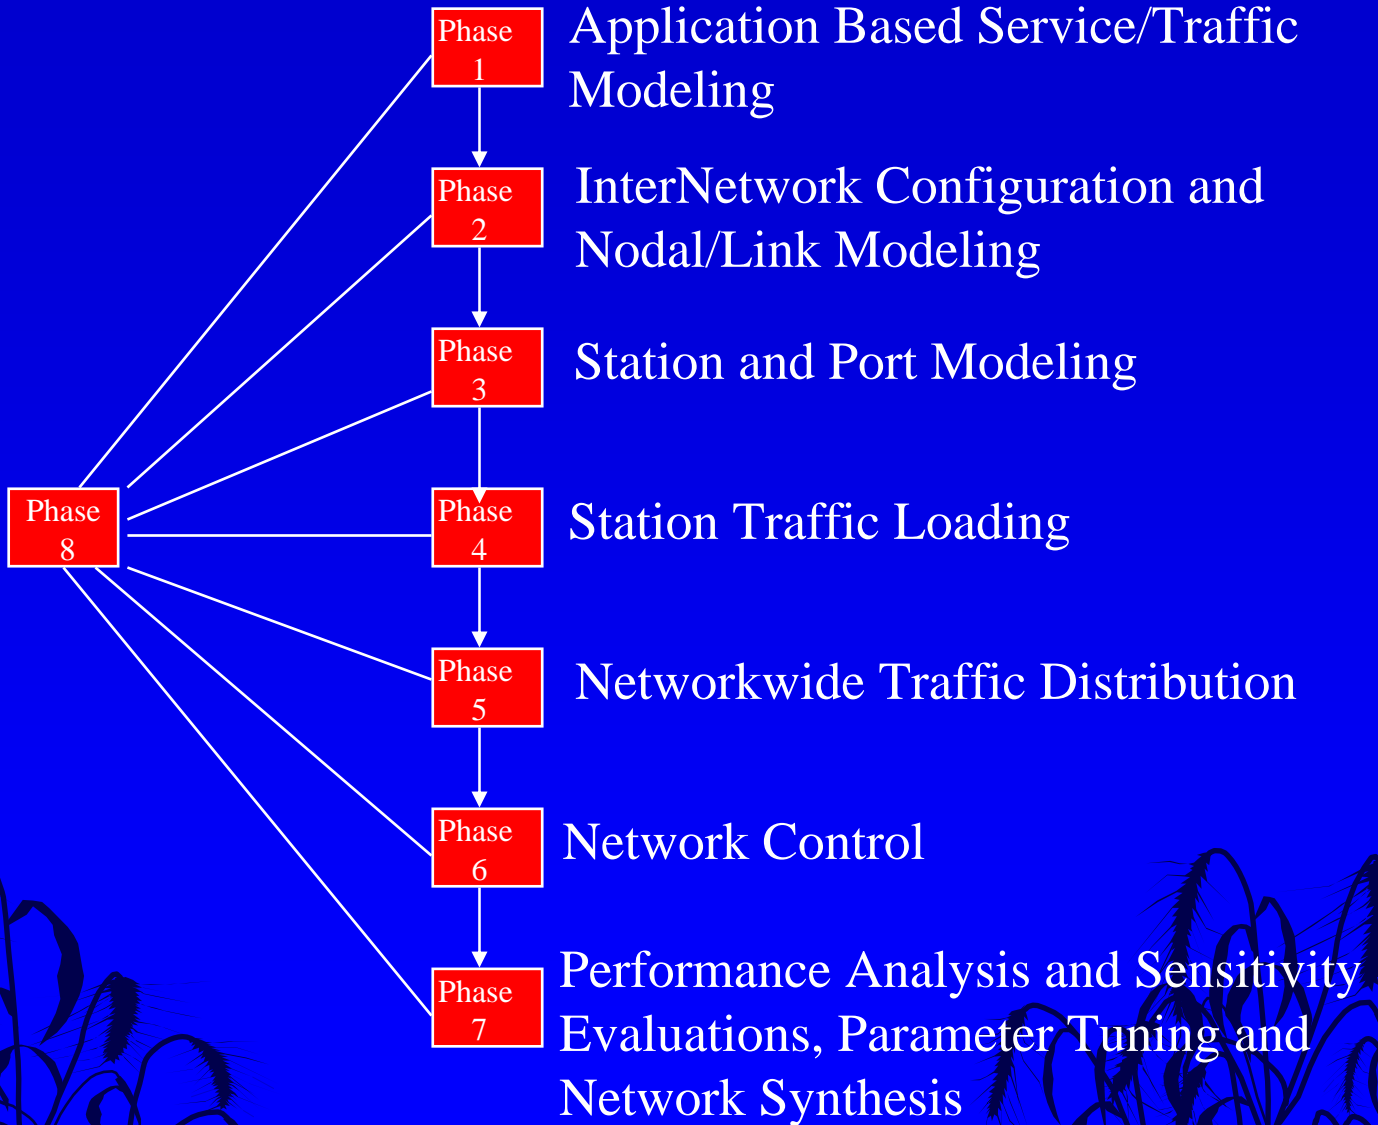 Phase
1
Application Based Service/Traffic
Modeling
Phase
2
InterNetwork Configuration and
Nodal/Link Modeling
Phase
3
Station and Port Modeling
Phase
8
Phase
4
Station Traffic Loading
Phase
5
Networkwide Traffic Distribution
Phase
6
Network Control
Phase
7
Performance Analysis and Sensitivity
Evaluations, Parameter Tuning and
Network Synthesis